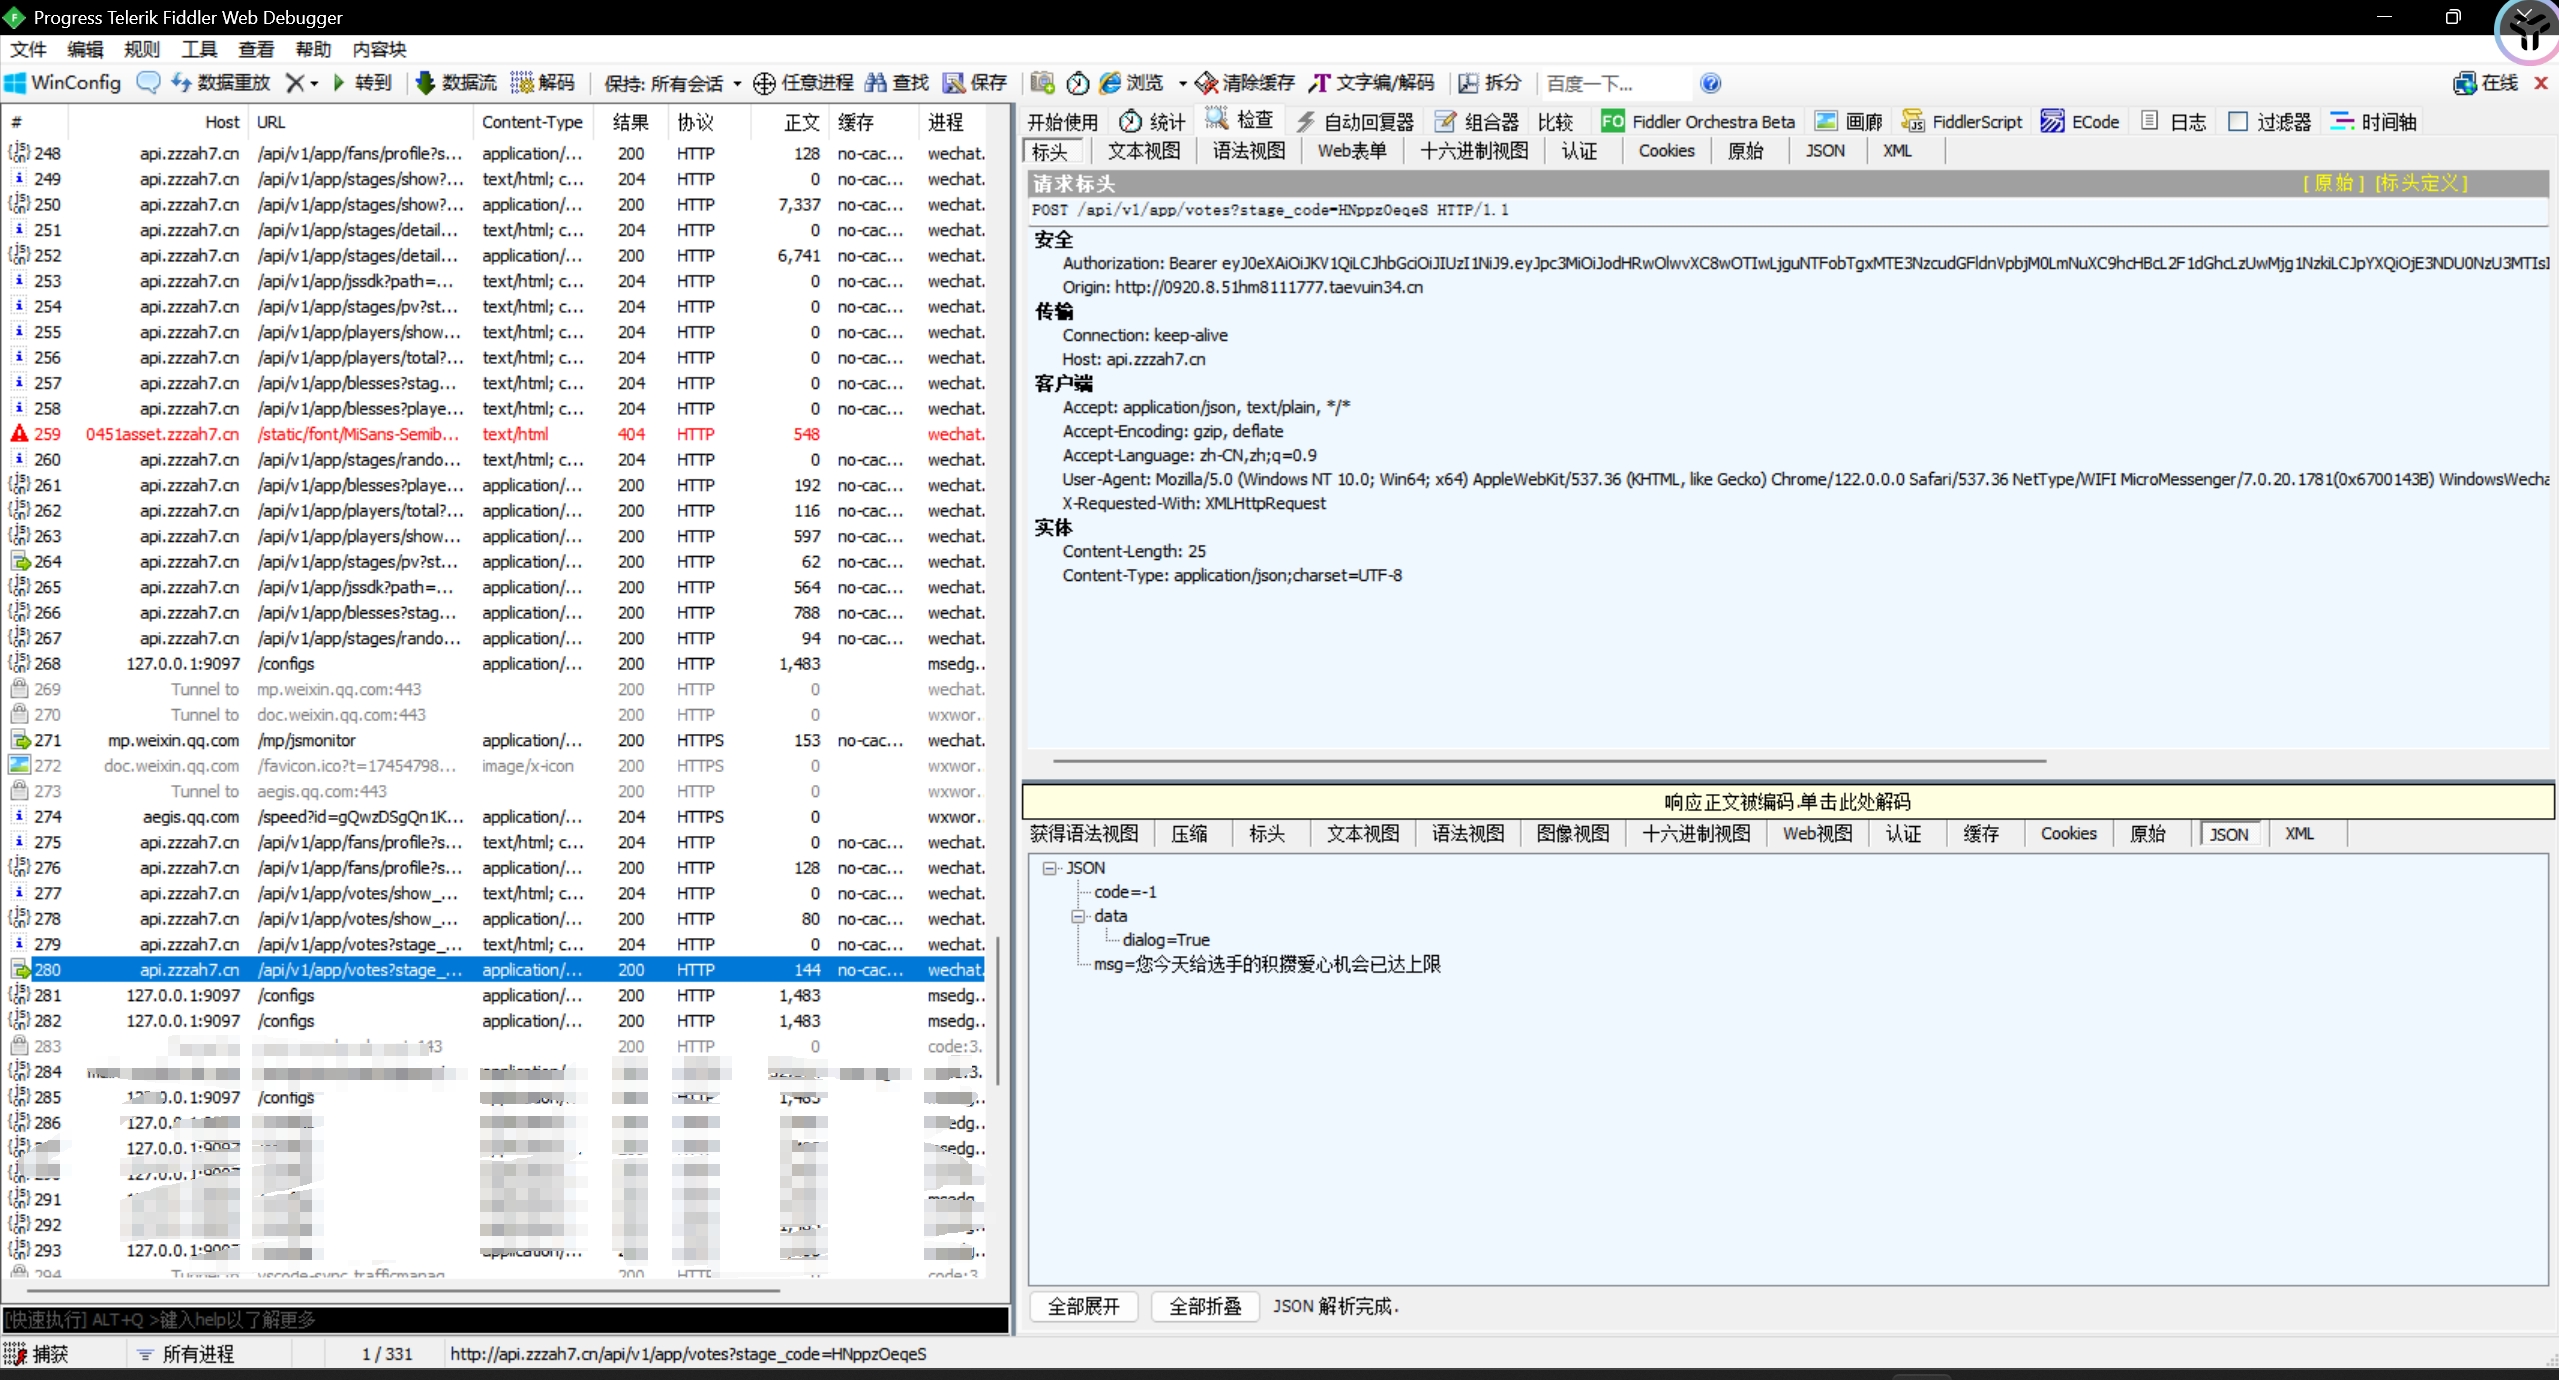 Progress Telerik Fiddler Web Debugger
文件 编辑 规则 工具 查看 帮助 内容块
WinConfig 数据重放 转到 数据流 解码 保持: 所有会话 任意进程 查找 保存 浏览 清除缓存 文字编/解码 拆分 百度一下... 在线
# Host URL Content-Type 结果 协议 正文 缓存 进程
248 api.zzzah7.cn /api/v1/app/fans/profile?s... application/... 200 HTTP 128 no-cac... wechat.
249 api.zzzah7.cn /api/v1/app/stages/show?... text/html; c... 204 HTTP 0 no-cac... wechat.
250 api.zzzah7.cn /api/v1/app/stages/show?... application/... 200 HTTP 7,337 no-cac... wechat.
251 api.zzzah7.cn /api/v1/app/stages/detail... text/html; c... 204 HTTP 0 no-cac... wechat.
252 api.zzzah7.cn /api/v1/app/stages/detail... application/... 200 HTTP 6,741 no-cac... wechat.
253 api.zzzah7.cn /api/v1/app/jssdk?path=... text/html; c... 204 HTTP 0 no-cac... wechat.
254 api.zzzah7.cn /api/v1/app/stages/pv?st... text/html; c... 204 HTTP 0 no-cac... wechat.
255 api.zzzah7.cn /api/v1/app/players/show... text/html; c... 204 HTTP 0 no-cac... wechat.
256 api.zzzah7.cn /api/v1/app/players/total?... text/html; c... 204 HTTP 0 no-cac... wechat.
257 api.zzzah7.cn /api/v1/app/blesses?stag... text/html; c... 204 HTTP 0 no-cac... wechat.
258 api.zzzah7.cn /api/v1/app/blesses?playe... text/html; c... 204 HTTP 0 no-cac... wechat.
259 0451asset.zzzah7.cn /static/font/MiSans-Semib... text/html 404 HTTP 548 wechat.
260 api.zzzah7.cn /api/v1/app/stages/rando... text/html; c... 204 HTTP 0 no-cac... wechat.
261 api.zzzah7.cn /api/v1/app/blesses?playe... application/... 200 HTTP 192 no-cac... wechat.
262 api.zzzah7.cn /api/v1/app/players/total?... application/... 200 HTTP 116 no-cac... wechat.
263 api.zzzah7.cn /api/v1/app/players/show... application/... 200 HTTP 597 no-cac... wechat.
264 api.zzzah7.cn /api/v1/app/stages/pv?st... application/... 200 HTTP 62 no-cac... wechat.
265 api.zzzah7.cn /api/v1/app/jssdk?path=... application/... 200 HTTP 564 no-cac... wechat.
266 api.zzzah7.cn /api/v1/app/blesses?stag... application/... 200 HTTP 788 no-cac... wechat.
267 api.zzzah7.cn /api/v1/app/stages/rando... application/... 200 HTTP 94 no-cac... wechat.
268 127.0.0.1:9097 /configs application/... 200 HTTP 1,483 msedg..
269 Tunnel to mp.weixin.qq.com:443 200 HTTP 0 wechat.
270 Tunnel to doc.weixin.qq.com:443 200 HTTP 0 wxwor..
271 mp.weixin.qq.com /mp/jsmonitor application/... 200 HTTPS 153 no-cac... wechat.
272 doc.weixin.qq.com /favicon.ico?t=17454798... image/x-icon 200 HTTPS 0 wxwor..
273 Tunnel to aegis.qq.com:443 200 HTTP 0 wxwor..
274 aegis.qq.com /speed?id=gQwzDSgQn1K... application/... 204 HTTPS 0 wxwor..
275 api.zzzah7.cn /api/v1/app/fans/profile?s... text/html; c... 204 HTTP 0 no-cac... wechat.
276 api.zzzah7.cn /api/v1/app/fans/profile?s... application/... 200 HTTP 128 no-cac... wechat.
277 api.zzzah7.cn /api/v1/app/votes/show_... text/html; c... 204 HTTP 0 no-cac... wechat.
278 api.zzzah7.cn /api/v1/app/votes/show_... application/... 200 HTTP 80 no-cac... wechat.
279 api.zzzah7.cn /api/v1/app/votes?stage_... text/html; c... 204 HTTP 0 no-cac... wechat.
280 api.zzzah7.cn /api/v1/app/votes?stage_... application/... 200 HTTP 144 no-cac... wechat.
281 127.0.0.1:9097 /configs application/... 200 HTTP 1,483 msedg..
282 127.0.0.1:9097 /configs application/... 200 HTTP 1,483 msedg..
283 200 HTTP 0 code:3.
284
285 /configs
286
291
292
293
[快速执行] ALT+Q >键入help以了解更多
捕获 所有进程 1 / 331 http://api.zzzah7.cn/api/v1/app/votes?stage_code=HNppzOeqeS
开始使用 统计 检查 自动回复器 组合器 比较 FO Fiddler Orchestra Beta 画廊 FiddlerScript ECode 日志 过滤器 时间轴
标头 文本视图 语法视图 Web表单 十六进制视图 认证 Cookies 原始 JSON XML
请求标头 [ 原始 ] [标头定义]
POST /api/v1/app/votes?stage_code=HNppzOeqeS HTTP/1.1
安全
Authorization: Bearer eyJ0eXAiOiJKV1QiLCJhbGciOiJIUzI1NiJ9.eyJpc3MiOiJodHRwOlwvXC8wOTIwLjguNTFobTgxMTE3NzcudGFldnVpbjM0LmNuXC9hcHBcL2F1dGhcLzUwMjg1NzkiLCJpYXQiOjE3NDU0NzU3MTIsI
Origin: http://0920.8.51hm8111777.taevuin34.cn
传输
Connection: keep-alive
Host: api.zzzah7.cn
客户端
Accept: application/json, text/plain, */*
Accept-Encoding: gzip, deflate
Accept-Language: zh-CN,zh;q=0.9
User-Agent: Mozilla/5.0 (Windows NT 10.0; Win64; x64) AppleWebKit/537.36 (KHTML, like Gecko) Chrome/122.0.0.0 Safari/537.36 NetType/WIFI MicroMessenger/7.0.20.1781(0x6700143B) WindowsWecha
X-Requested-With: XMLHttpRequest
实体
Content-Length: 25
Content-Type: application/json;charset=UTF-8
响应正文被编码.单击此处解码
获得语法视图 压缩 标头 文本视图 语法视图 图像视图 十六进制视图 Web视图 认证 缓存 Cookies 原始 JSON XML
JSON
code=-1
data
dialog=True
msg=您今天给选手的积攒爱心机会已达上限
全部展开 全部折叠 JSON 解析完成.